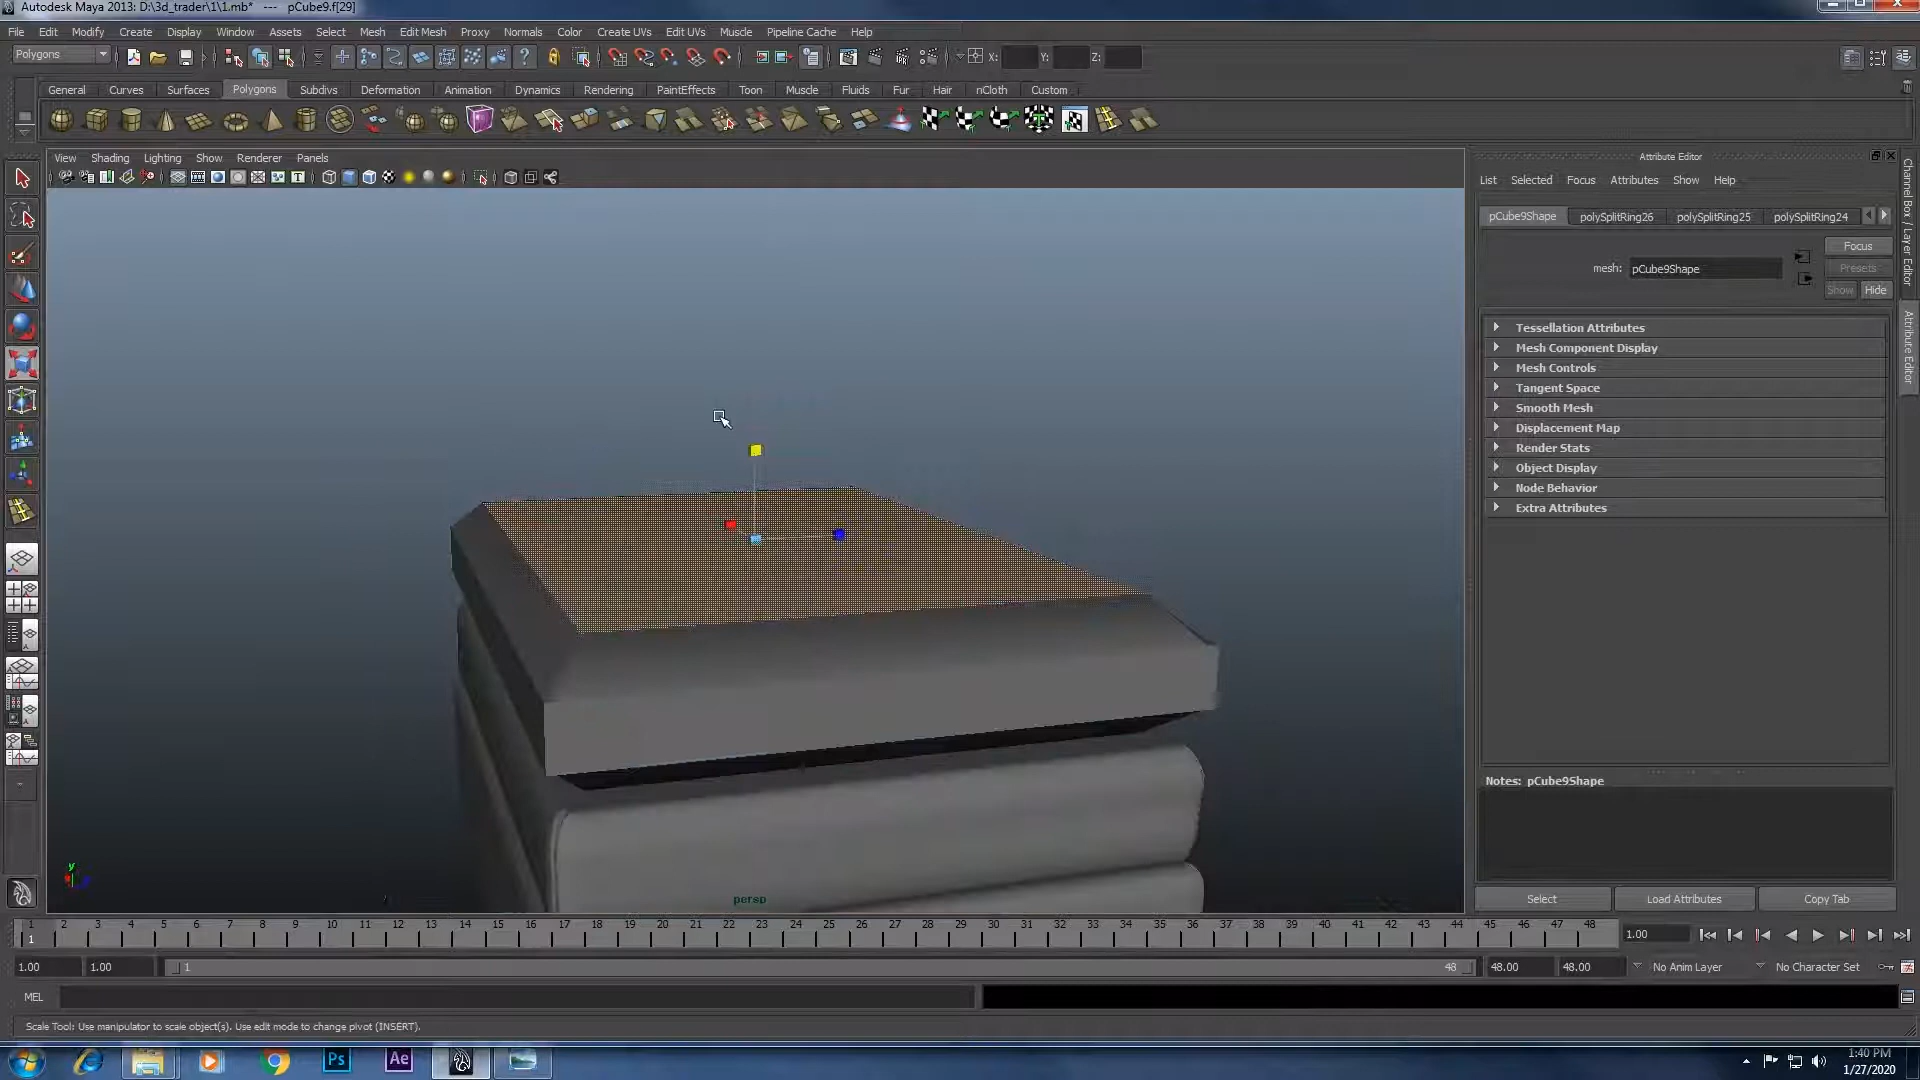 Autodesk Maya 2013: D:\3d_trader\1\1.mb*   ---   pCube9.f[29]
File Edit Modify Create Display Window Assets Select Mesh Edit Mesh Proxy Normals Color Create UVs Edit UVs Muscle Pipeline Cache Help
Polygons X: Y: Z:
General Curves Surfaces Polygons Subdivs Deformation Animation Dynamics Rendering PaintEffects Toon Muscle Fluids Fur Hair nCloth Custom
View Shading Lighting Show Renderer Panels
Attribute Editor
List Selected Focus Attributes Show Help
pCube9Shape polySplitRing26 polySplitRing25 polySplitRing24
Focus
mesh: pCube9Shape
Presets
Show Hide
Tessellation Attributes
Mesh Component Display
Mesh Controls
Tangent Space
Smooth Mesh
Displacement Map
Render Stats
Object Display
Node Behavior
Extra Attributes
Channel Box / Layer Editor
Attribute Editor
Notes: pCube9Shape
y
persp
Select Load Attributes Copy Tab
1 2 3 4 5 6 7 8 9 10 11 12 13 14 15 16 17 18 19 20 21 22 23 24 25 26 27 28 29 30 31 32 33 34 35 36 37 38 39 40 41 42 43 44 45 46 47 48
1
1.00
1.00 1.00 1 48 48.00 48.00 No Anim Layer No Character Set
MEL
Scale Tool: Use manipulator to scale object(s). Use edit mode to change pivot (INSERT).
Ps Ae
1:40 PM
1/27/2020